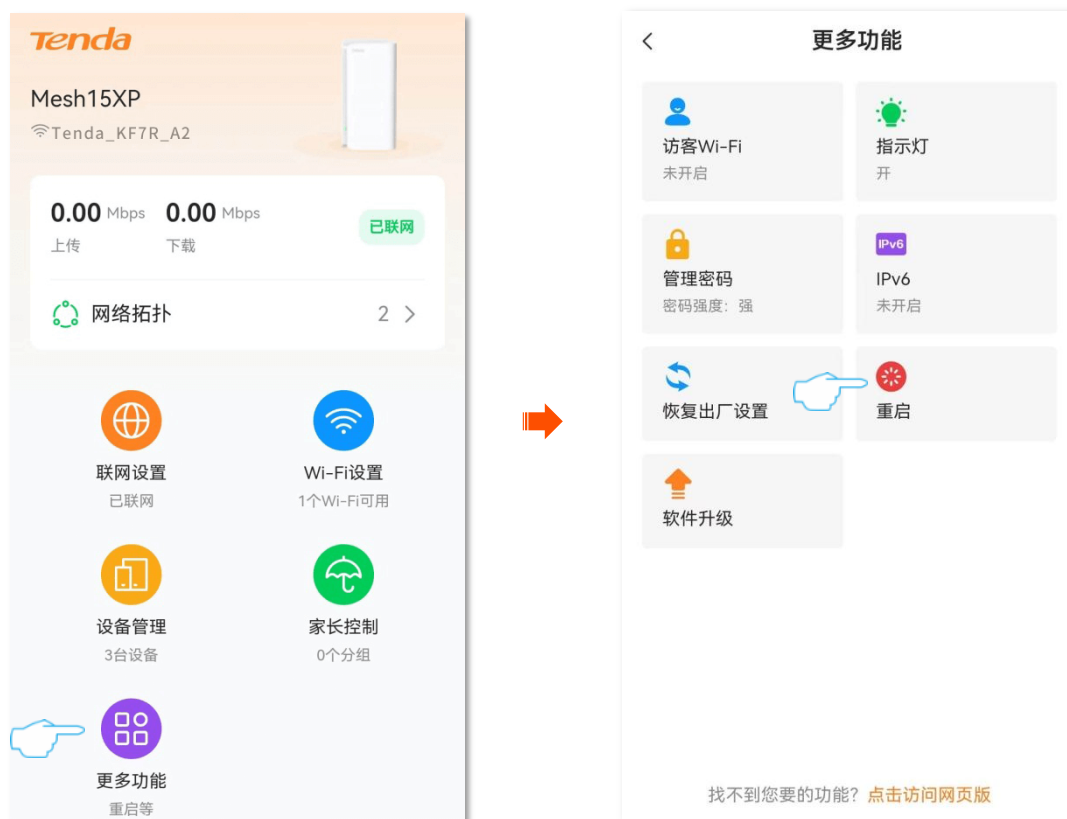 Tenda
Mesh15XP
Tenda_KF7R_A2
0.00 Mbps 0.00 Mbps
上传 下载
已联网
网络拓扑 2
联网设置
已联网
Wi-Fi设置
1个Wi-Fi可用
设备管理
3台设备
家长控制
0个分组
更多功能
重启等
更多功能
访客Wi-Fi
未开启
指示灯
开
管理密码
密码强度：强
IPv6
IPv6
未开启
恢复出厂设置
重启
软件升级
找不到您要的功能？点击访问网页版